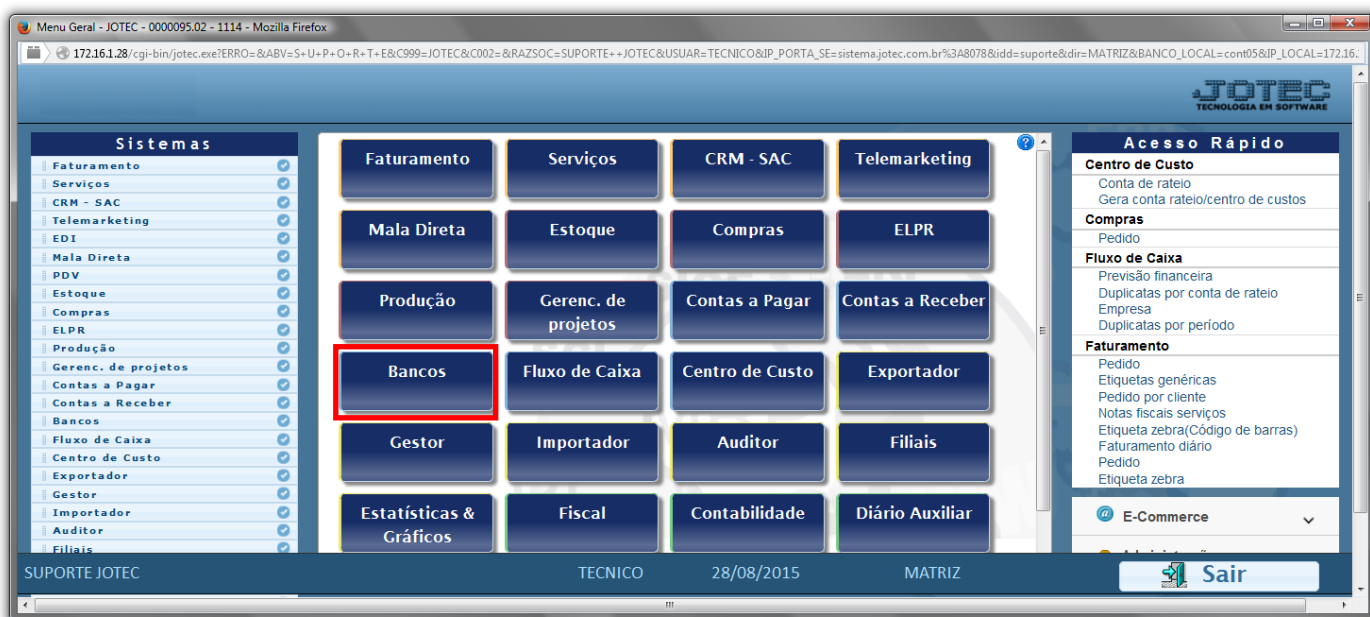 Menu Geral - JOTEC - 0000095.02 - 1114 - Mozilla Firefox
172.16.1.28/cgi-bin/jotec.exe?ERRO=&ABV=S+U+P+O+R+T+E&C999=JOTEC&C002=&RAZSOC=SUPORTE++JOTEC&USUAR=TECNICO&IP_PORTA_SE=sistema.jotec.com.br%3A8078&idd=suporte&dir=MATRIZ&BANCO_LOCAL=cont05&IP_LOCAL=172.16.
JOTEC
TECNOLOGIA EM SOFTWARE
Sistemas
Faturamento
Serviços
CRM - SAC
Telemarketing
EDI
Mala Direta
PDV
Estoque
Compras
ELPR
Produção
Gerenc. de projetos
Contas a Pagar
Contas a Receber
Bancos
Fluxo de Caixa
Centro de Custo
Exportador
Gestor
Importador
Auditor
Filiais
Faturamento
Serviços
CRM - SAC
Telemarketing
Mala Direta
Estoque
Compras
ELPR
Produção
Gerenc. de
projetos
Contas a Pagar
Contas a Receber
Bancos
Fluxo de Caixa
Centro de Custo
Exportador
Gestor
Importador
Auditor
Filiais
Estatísticas &
Gráficos
Fiscal
Contabilidade
Diário Auxiliar
Acesso Rápido
Centro de Custo
Conta de rateio
Gera conta rateio/centro de custos
Compras
Pedido
Fluxo de Caixa
Previsão financeira
Duplicatas por conta de rateio
Empresa
Duplicatas por período
Faturamento
Pedido
Etiquetas genéricas
Pedido por cliente
Notas fiscais serviços
Etiqueta zebra(Código de barras)
Faturamento diário
Pedido
Etiqueta zebra
E-Commerce
SUPORTE JOTEC
TECNICO
28/08/2015
MATRIZ
Sair